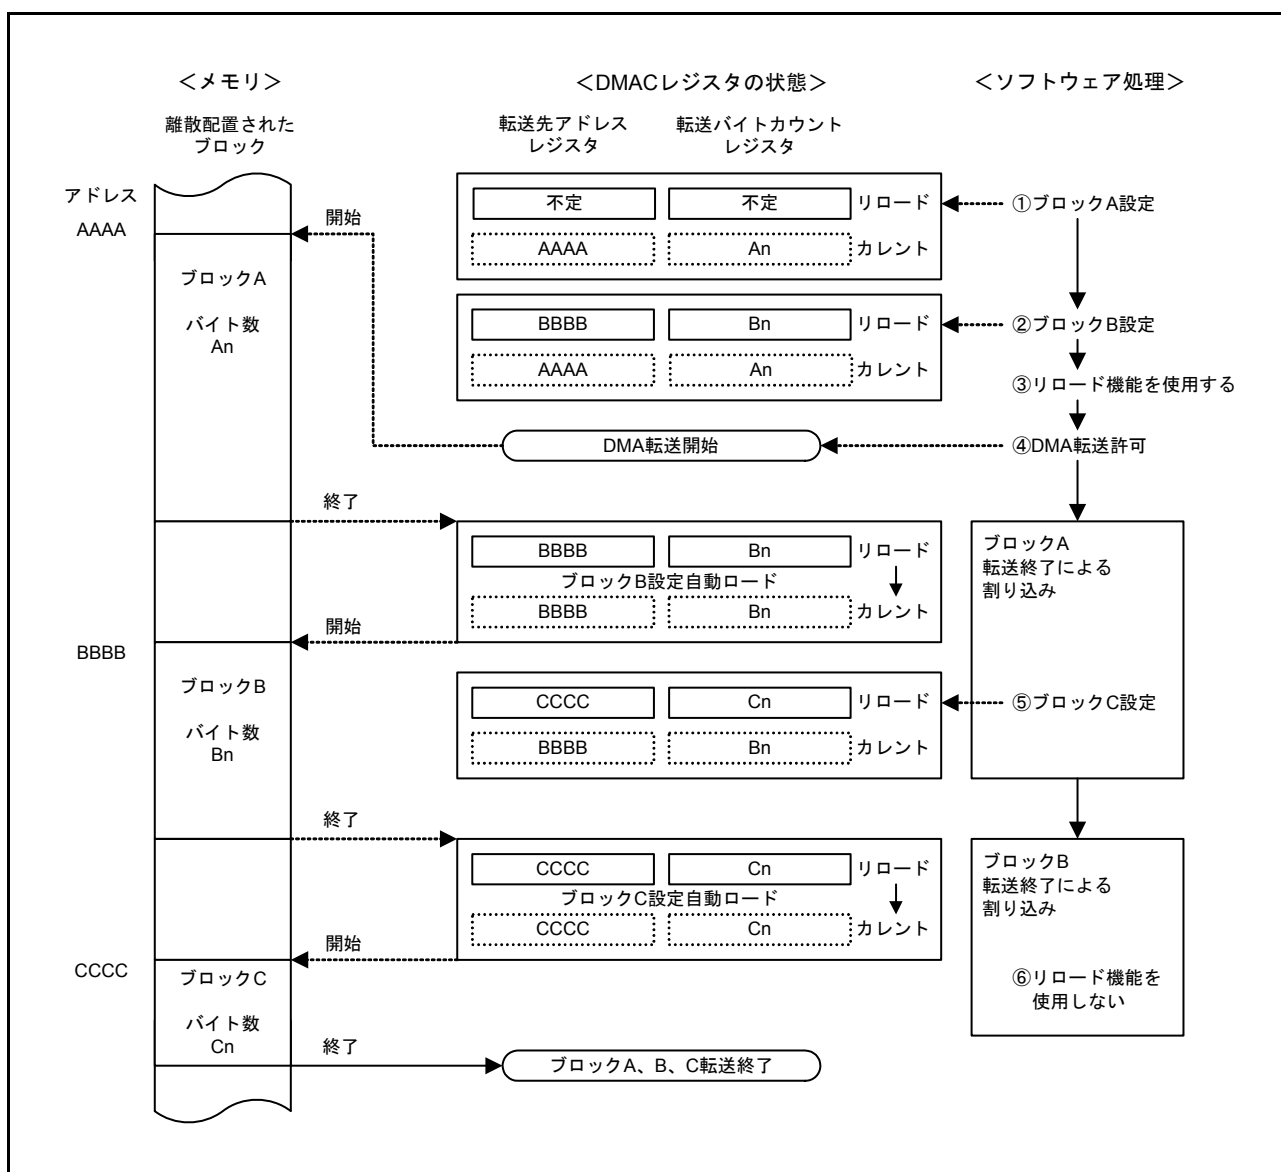 ＜メモリ＞
＜DMACレジスタの状態＞
＜ソフトウェア処理＞
離散配置された
ブロック
転送先アドレス
レジスタ
転送バイトカウント
レジスタ
アドレス
AAAA
開始
不定
不定
リロード
①ブロックA設定
AAAA
An
カレント
ブロックA
バイト数
An
BBBB
Bn
リロード
②ブロックB設定
AAAA
An
カレント
③リロード機能を使用する
DMA転送開始
④DMA転送許可
終了
BBBB
Bn
リロード
ブロックB設定自動ロード
BBBB
Bn
カレント
ブロックA
転送終了による
割り込み
開始
BBBB
ブロックB
バイト数
Bn
CCCC
Cn
リロード
⑤ブロックC設定
BBBB
Bn
カレント
終了
CCCC
Cn
リロード
ブロックC設定自動ロード
CCCC
Cn
カレント
ブロックB
転送終了による
割り込み
開始
CCCC
ブロックC
バイト数
Cn
⑥リロード機能を
使用しない
終了
ブロックA、B、C転送終了